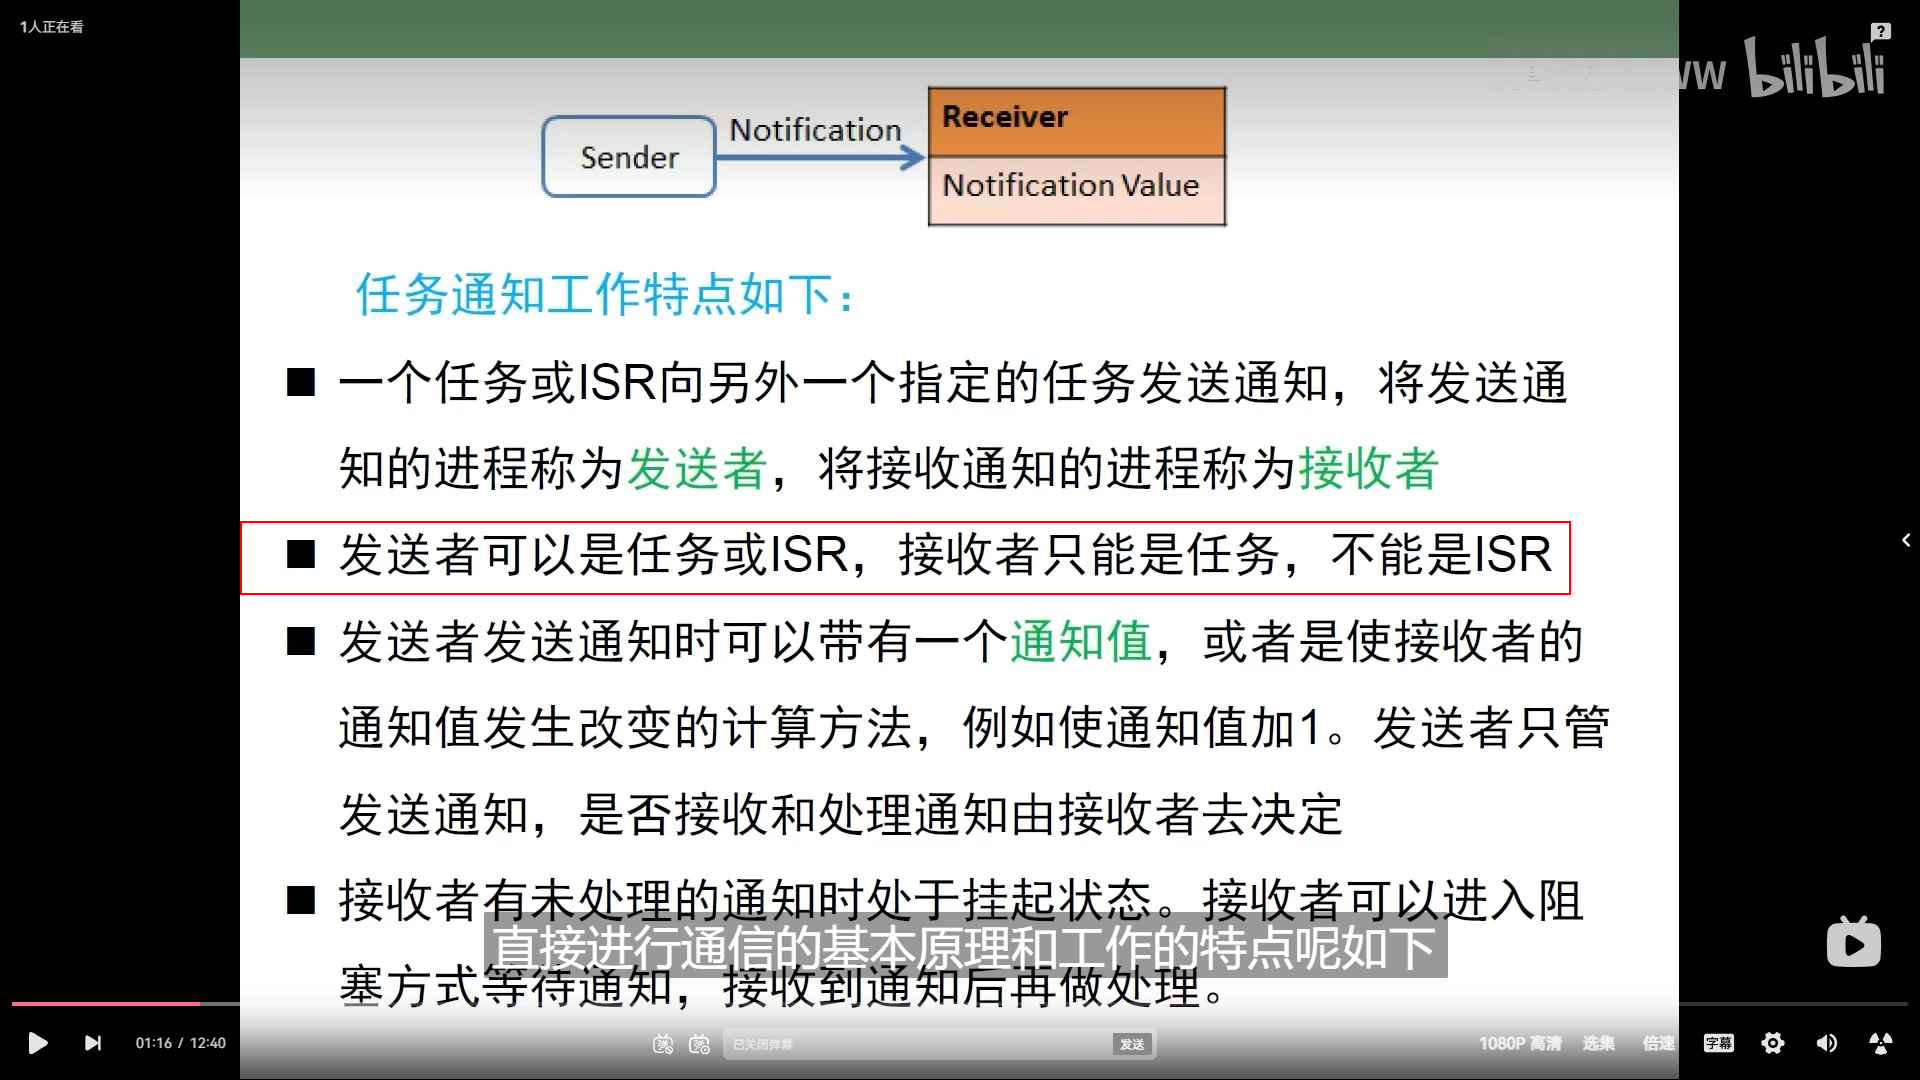 1人正在看
bilibili
Sender
Notification
Receiver
Notification Value
任务通知工作特点如下：
■ 一个任务或ISR向另外一个指定的任务发送通知，将发送通
知的进程称为发送者，将接收通知的进程称为接收者
■ 发送者可以是任务或ISR，接收者只能是任务，不能是ISR
■ 发送者发送通知时可以带有一个通知值，或者是使接收者的
通知值发生改变的计算方法，例如使通知值加1。发送者只管
发送通知，是否接收和处理通知由接收者去决定
■ 接收者有未处理的通知时处于挂起状态。接收者可以进入阻
直接进行通信的基本原理和工作的特点呢如下
塞方式等待通知，接收到通知后再做处理。
01:16 / 12:40
已关闭弹幕
发送
1080P 高清
选集
倍速
字幕